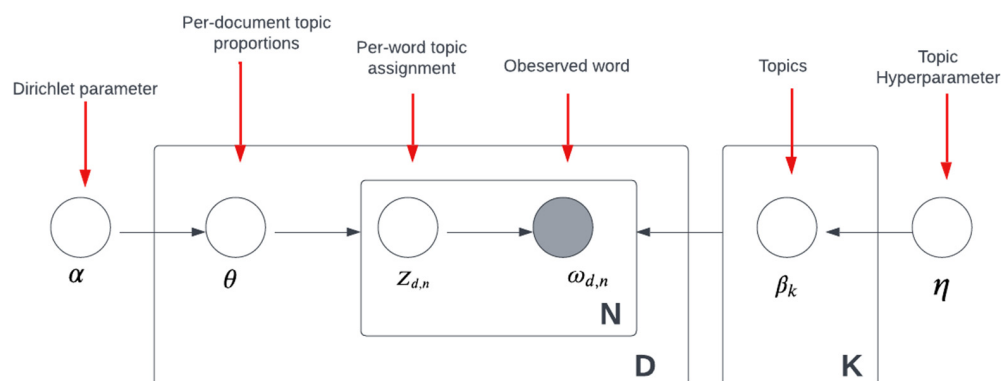 Per-document topic
proportions
Per-word topic
assignment
Obeserved word
Topics
Topic
Hyperparameter
Dirichlet parameter
α
θ
Z_{d,n}
ω_{d,n}
β_k
η
N
D
K